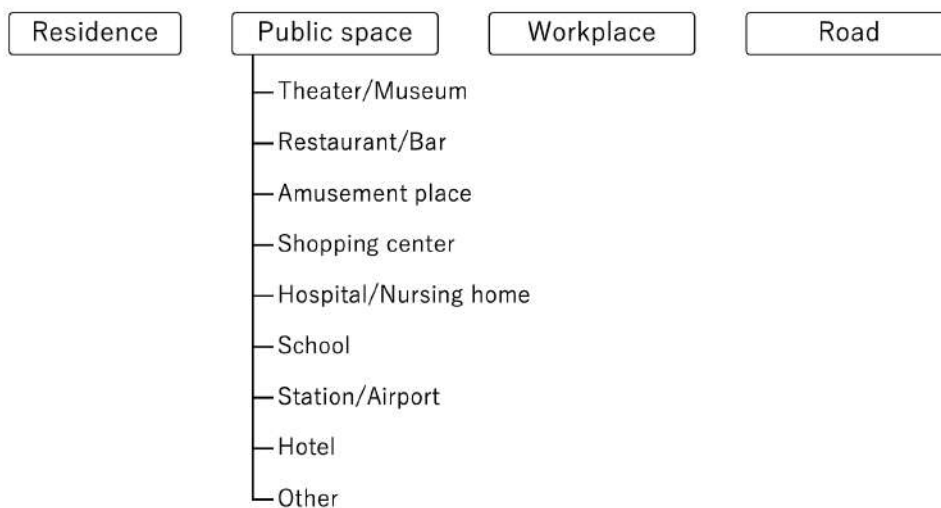 Residence
Public space
Workplace
Road
Theater/Museum
Restaurant/Bar
Amusement place
Shopping center
Hospital/Nursing home
School
Station/Airport
Hotel
Other